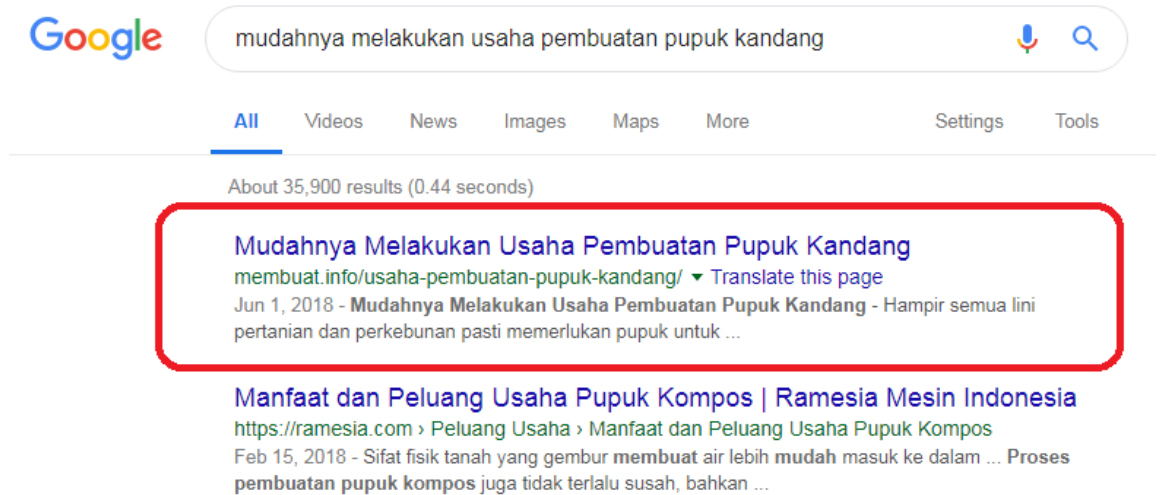 Google
mudahnya melakukan usaha pembuatan pupuk kandang
All Videos News Images Maps More Settings Tools
About 35,900 results (0.44 seconds)
Mudahnya Melakukan Usaha Pembuatan Pupuk Kandang
membuat.info/usaha-pembuatan-pupuk-kandang/ ▼ Translate this page
Jun 1, 2018 - Mudahnya Melakukan Usaha Pembuatan Pupuk Kandang - Hampir semua lini
pertanian dan perkebunan pasti memerlukan pupuk untuk ...
Manfaat dan Peluang Usaha Pupuk Kompos | Ramesia Mesin Indonesia
https://ramesia.com › Peluang Usaha › Manfaat dan Peluang Usaha Pupuk Kompos
Feb 15, 2018 - Sifat fisik tanah yang gembur membuat air lebih mudah masuk ke dalam ... Proses
pembuatan pupuk kompos juga tidak terlalu susah, bahkan ...